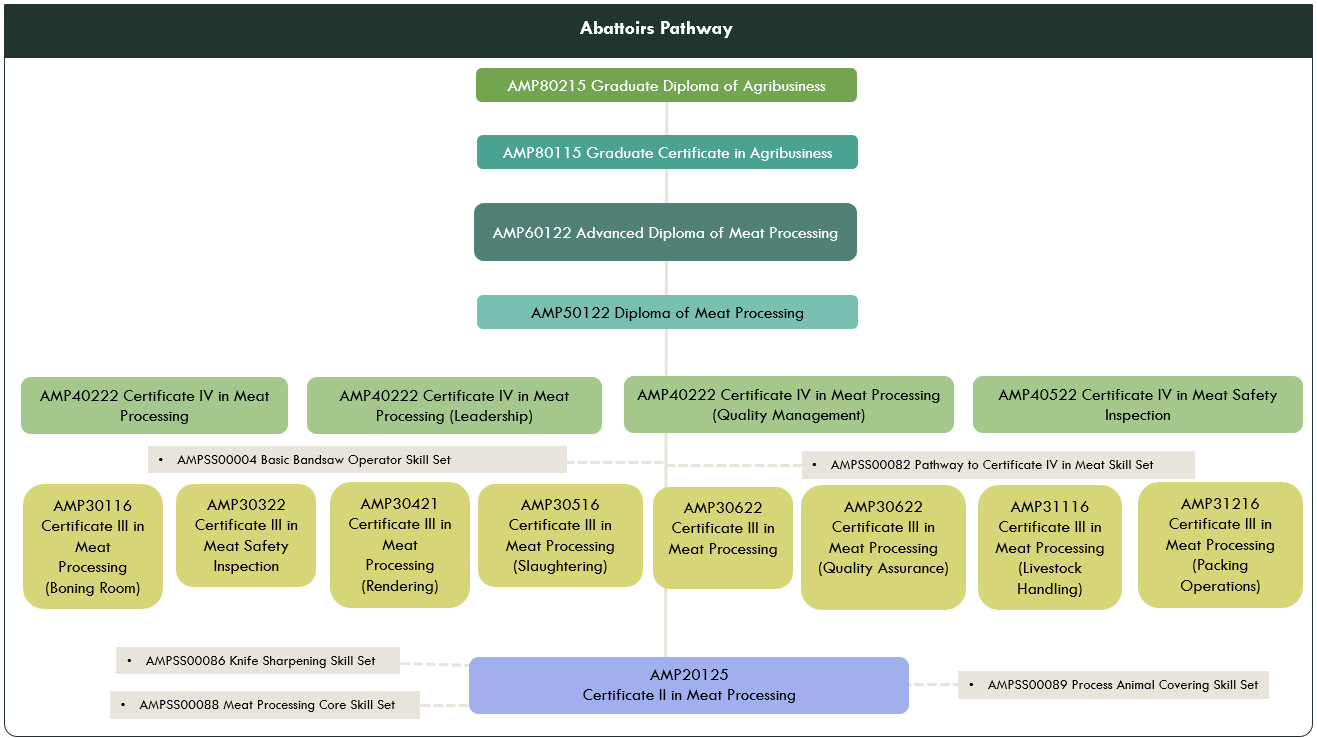 Abattoirs Pathway
AMP80215 Graduate Diploma of Agribusiness
AMP80115 Graduate Certificate in Agribusiness
AMP60122 Advanced Diploma of Meat Processing
AMP50122 Diploma of Meat Processing
AMP40222 Certificate IV in Meat
Processing
AMP40222 Certificate IV in Meat
Processing (Leadership)
AMP40222 Certificate IV in Meat Processing
(Quality Management)
AMP40522 Certificate IV in Meat Safety
Inspection
• AMPSS00004 Basic Bandsaw Operator Skill Set
• AMPSS00082 Pathway to Certificate IV in Meat Skill Set
AMP30116
Certificate III in
Meat
Processing
(Boning Room)
AMP30322
Certificate III in
Meat Safety
Inspection
AMP30421
Certificate III in
Meat
Processing
(Rendering)
AMP30516
Certificate III in
Meat Processing
(Slaughtering)
AMP30622
Certificate III in
Meat Processing
AMP30622
Certificate III in
Meat Processing
(Quality Assurance)
AMP31116
Certificate III in
Meat Processing
(Livestock
Handling)
AMP31216
Certificate III in
Meat Processing
(Packing
Operations)
• AMPSS00086 Knife Sharpening Skill Set
• AMPSS00088 Meat Processing Core Skill Set
AMP20125
Certificate II in Meat Processing
• AMPSS00089 Process Animal Covering Skill Set